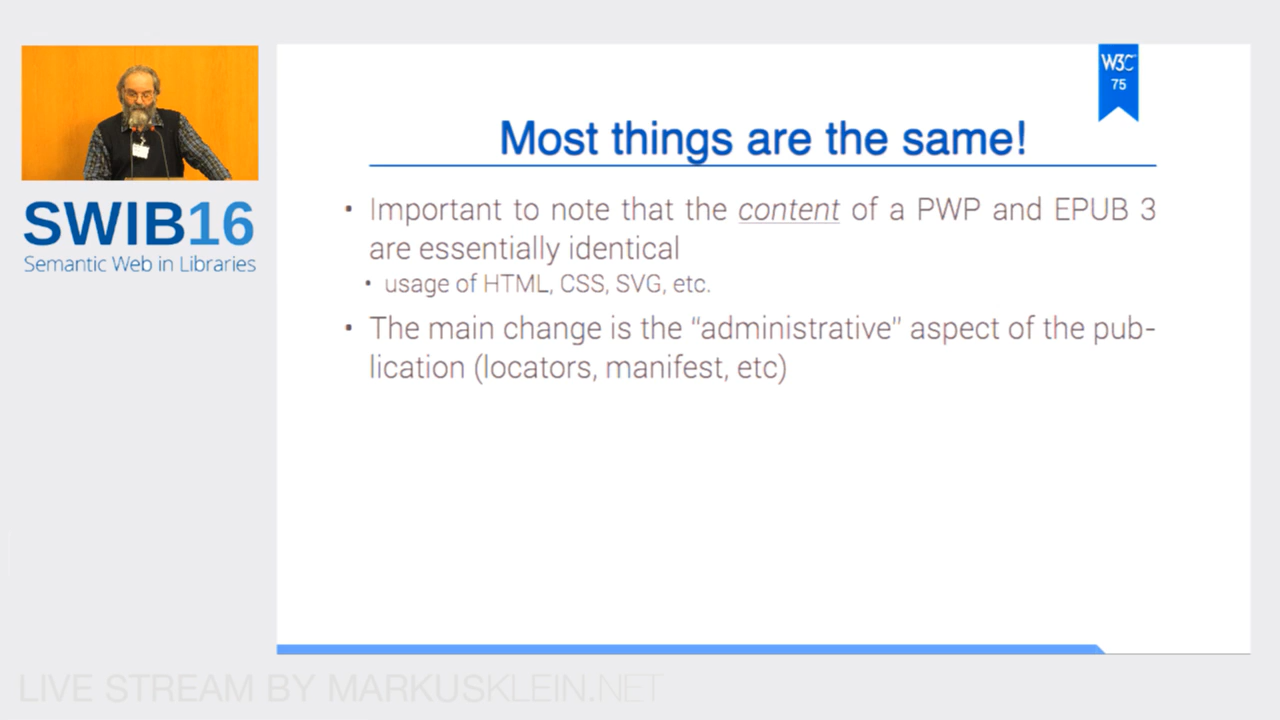 W3C
75
Most things are the same!
• Important to note that the content of a PWP and EPUB 3
are essentially identical
• usage of HTML, CSS, SVG, etc.
• The main change is the “administrative” aspect of the pub-
lication (locators, manifest, etc)
SWIB16
Semantic Web in Libraries
LIVE STREAM BY MARKUSKLEIN.NET